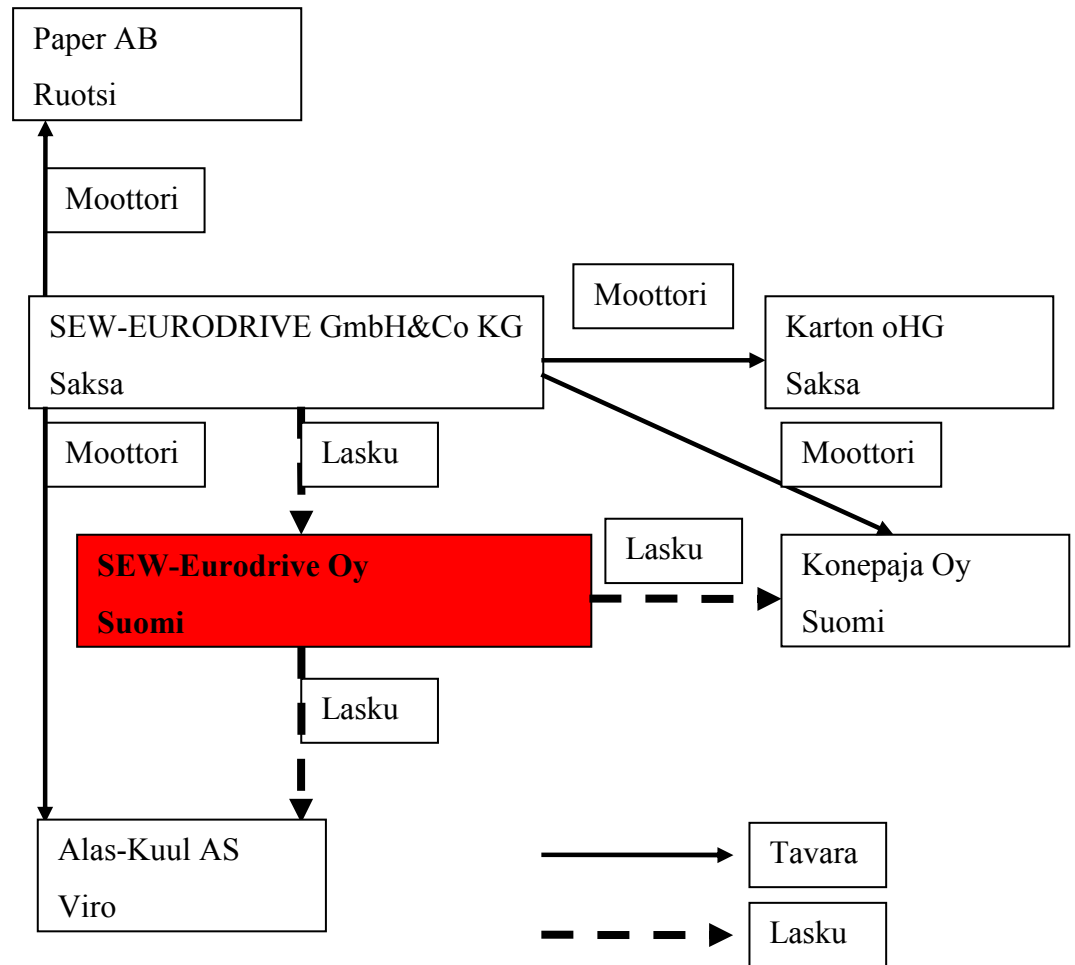 Paper AB
Ruotsi
Moottori
Moottori
SEW-EURODRIVE GmbH&Co KG
Saksa
Karton oHG
Saksa
Moottori
Lasku
Moottori
SEW-Eurodrive Oy
Suomi
Lasku
Konepaja Oy
Suomi
Lasku
Alas-Kuul AS
Viro
Tavara
Lasku